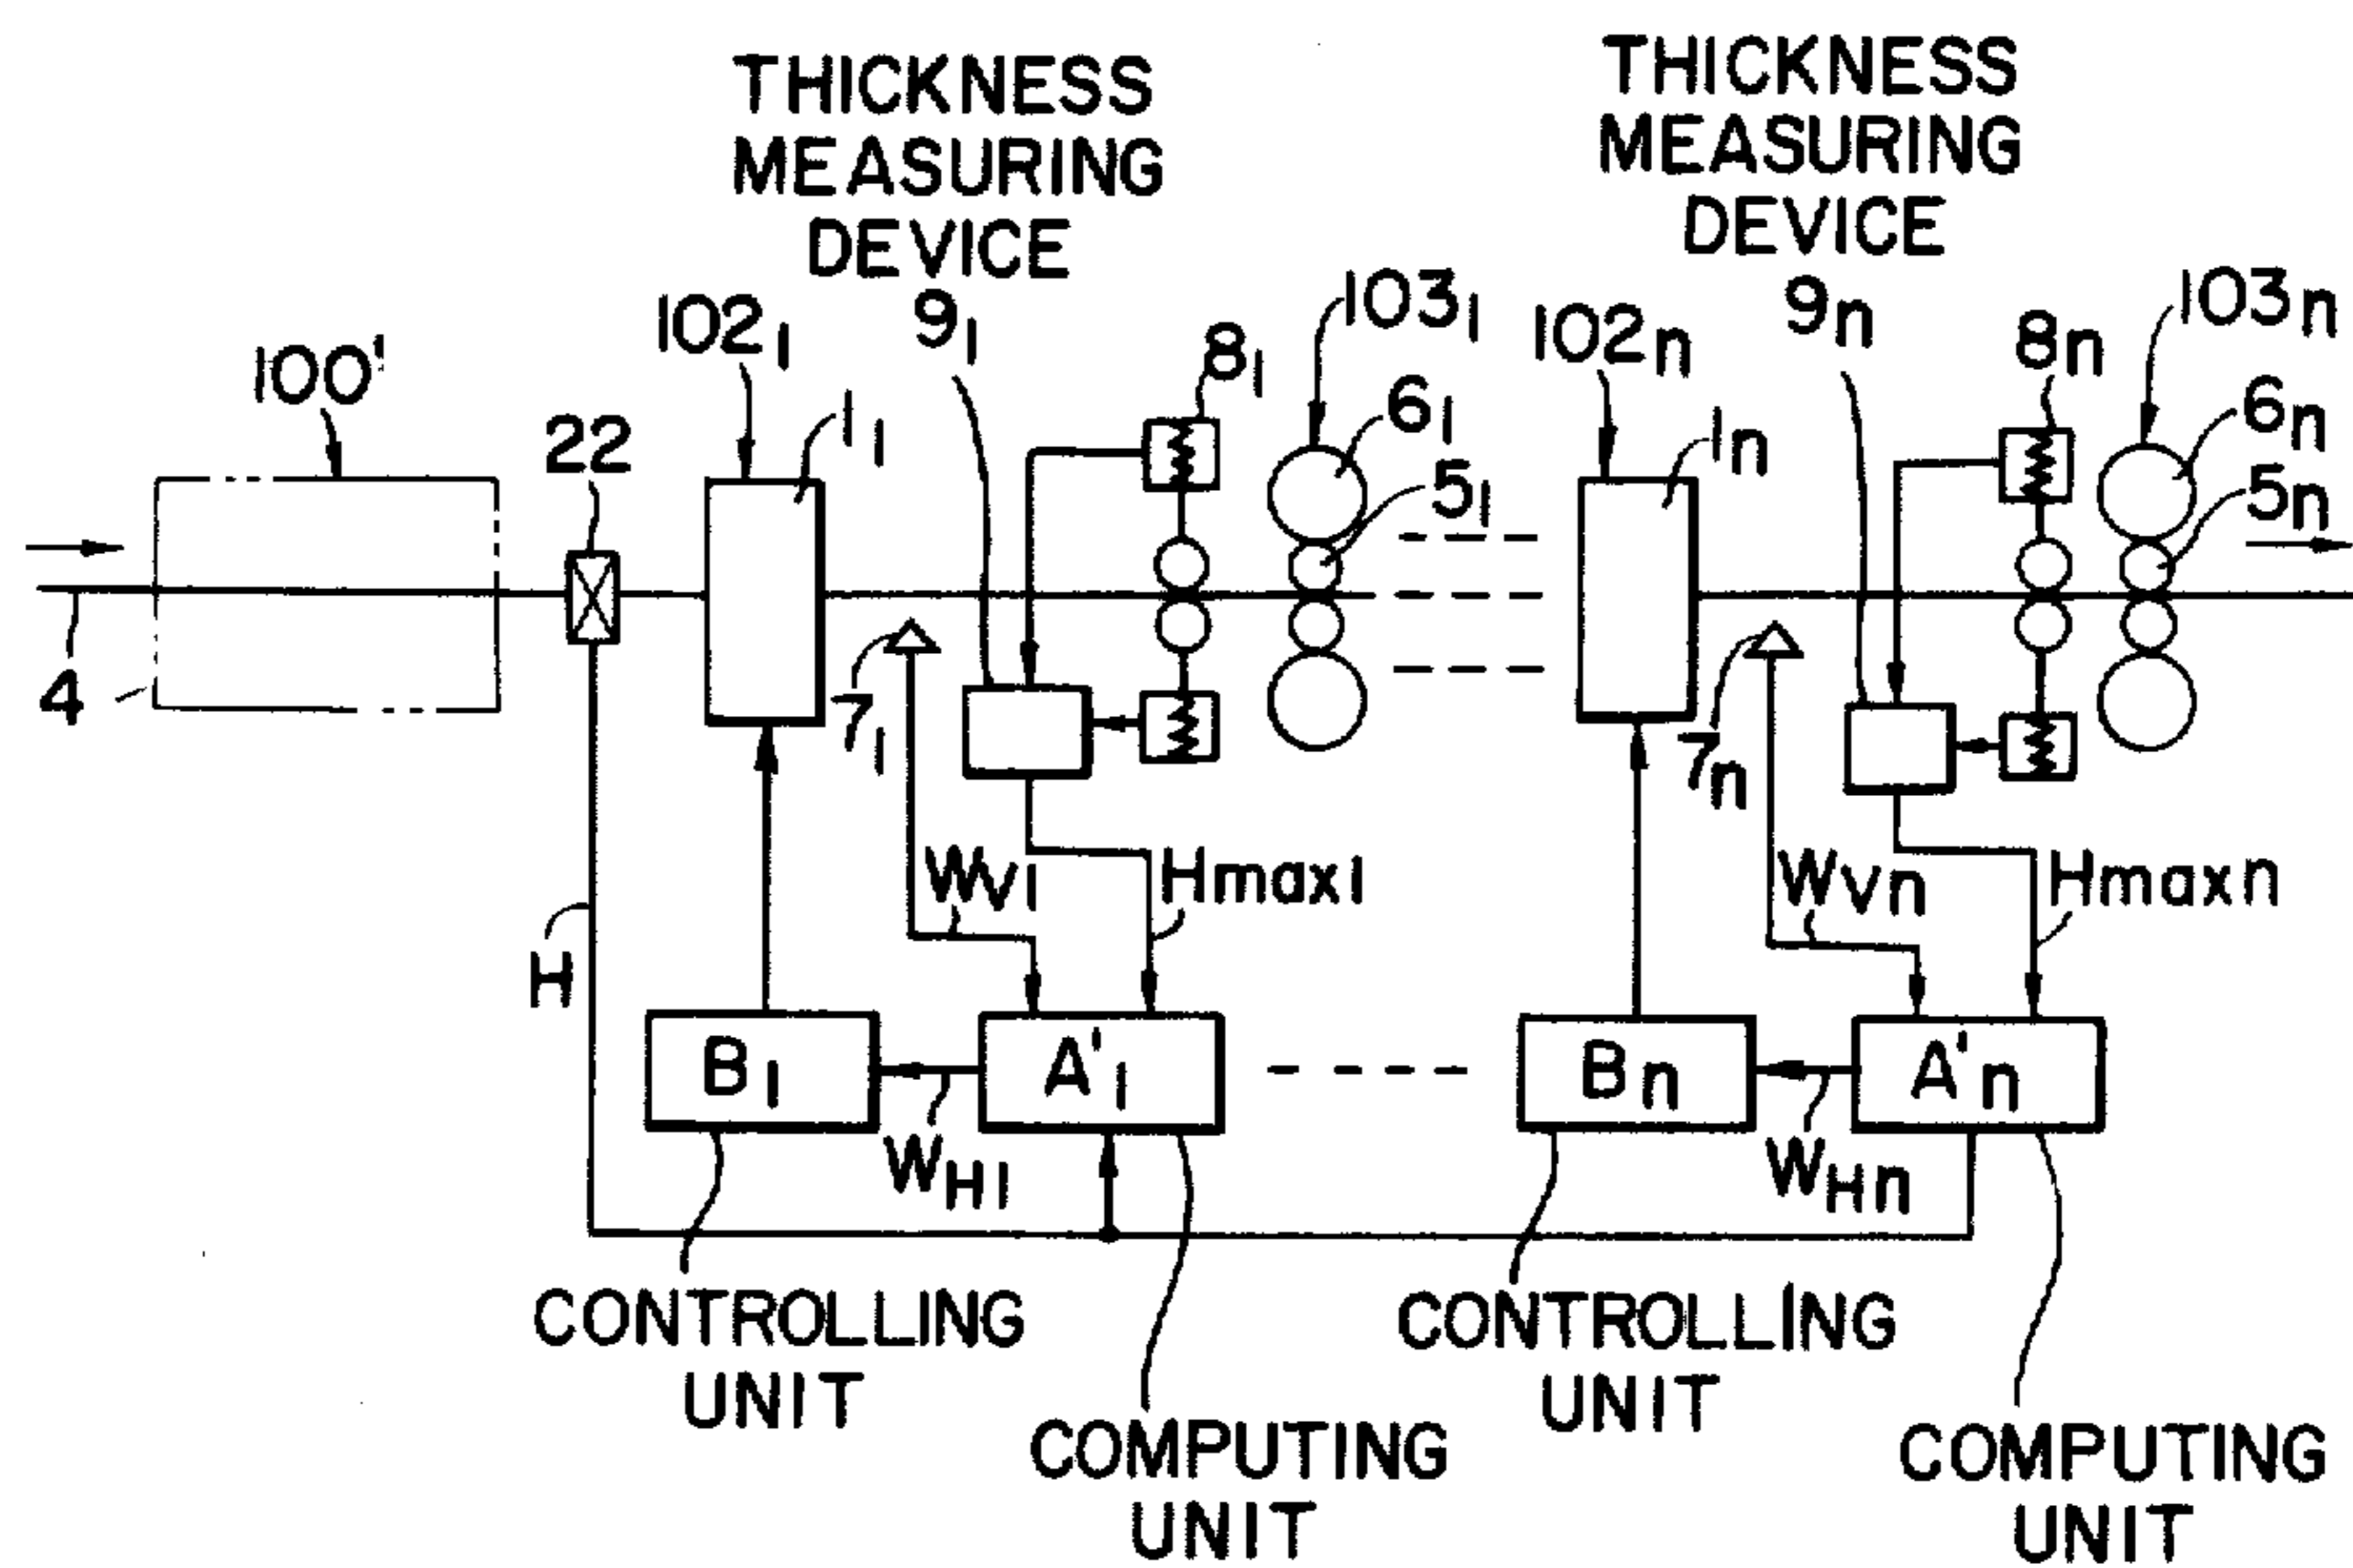 THICKNESS
MEASURING
DEVICE
9₁
THICKNESS
MEASURING
DEVICE
9n
100'
22
102₁
1₁
8₁
103₁
6₁
5₁
102n
1n
8n
103n
6n
5n
4
7₁
7n
H
Wv1
Hmax1
Wvn
Hmaxn
B₁
A'₁
Bn
A'n
WH1
WHn
CONTROLLING
UNIT
COMPUTING
UNIT
CONTROLLING
UNIT
COMPUTING
UNIT